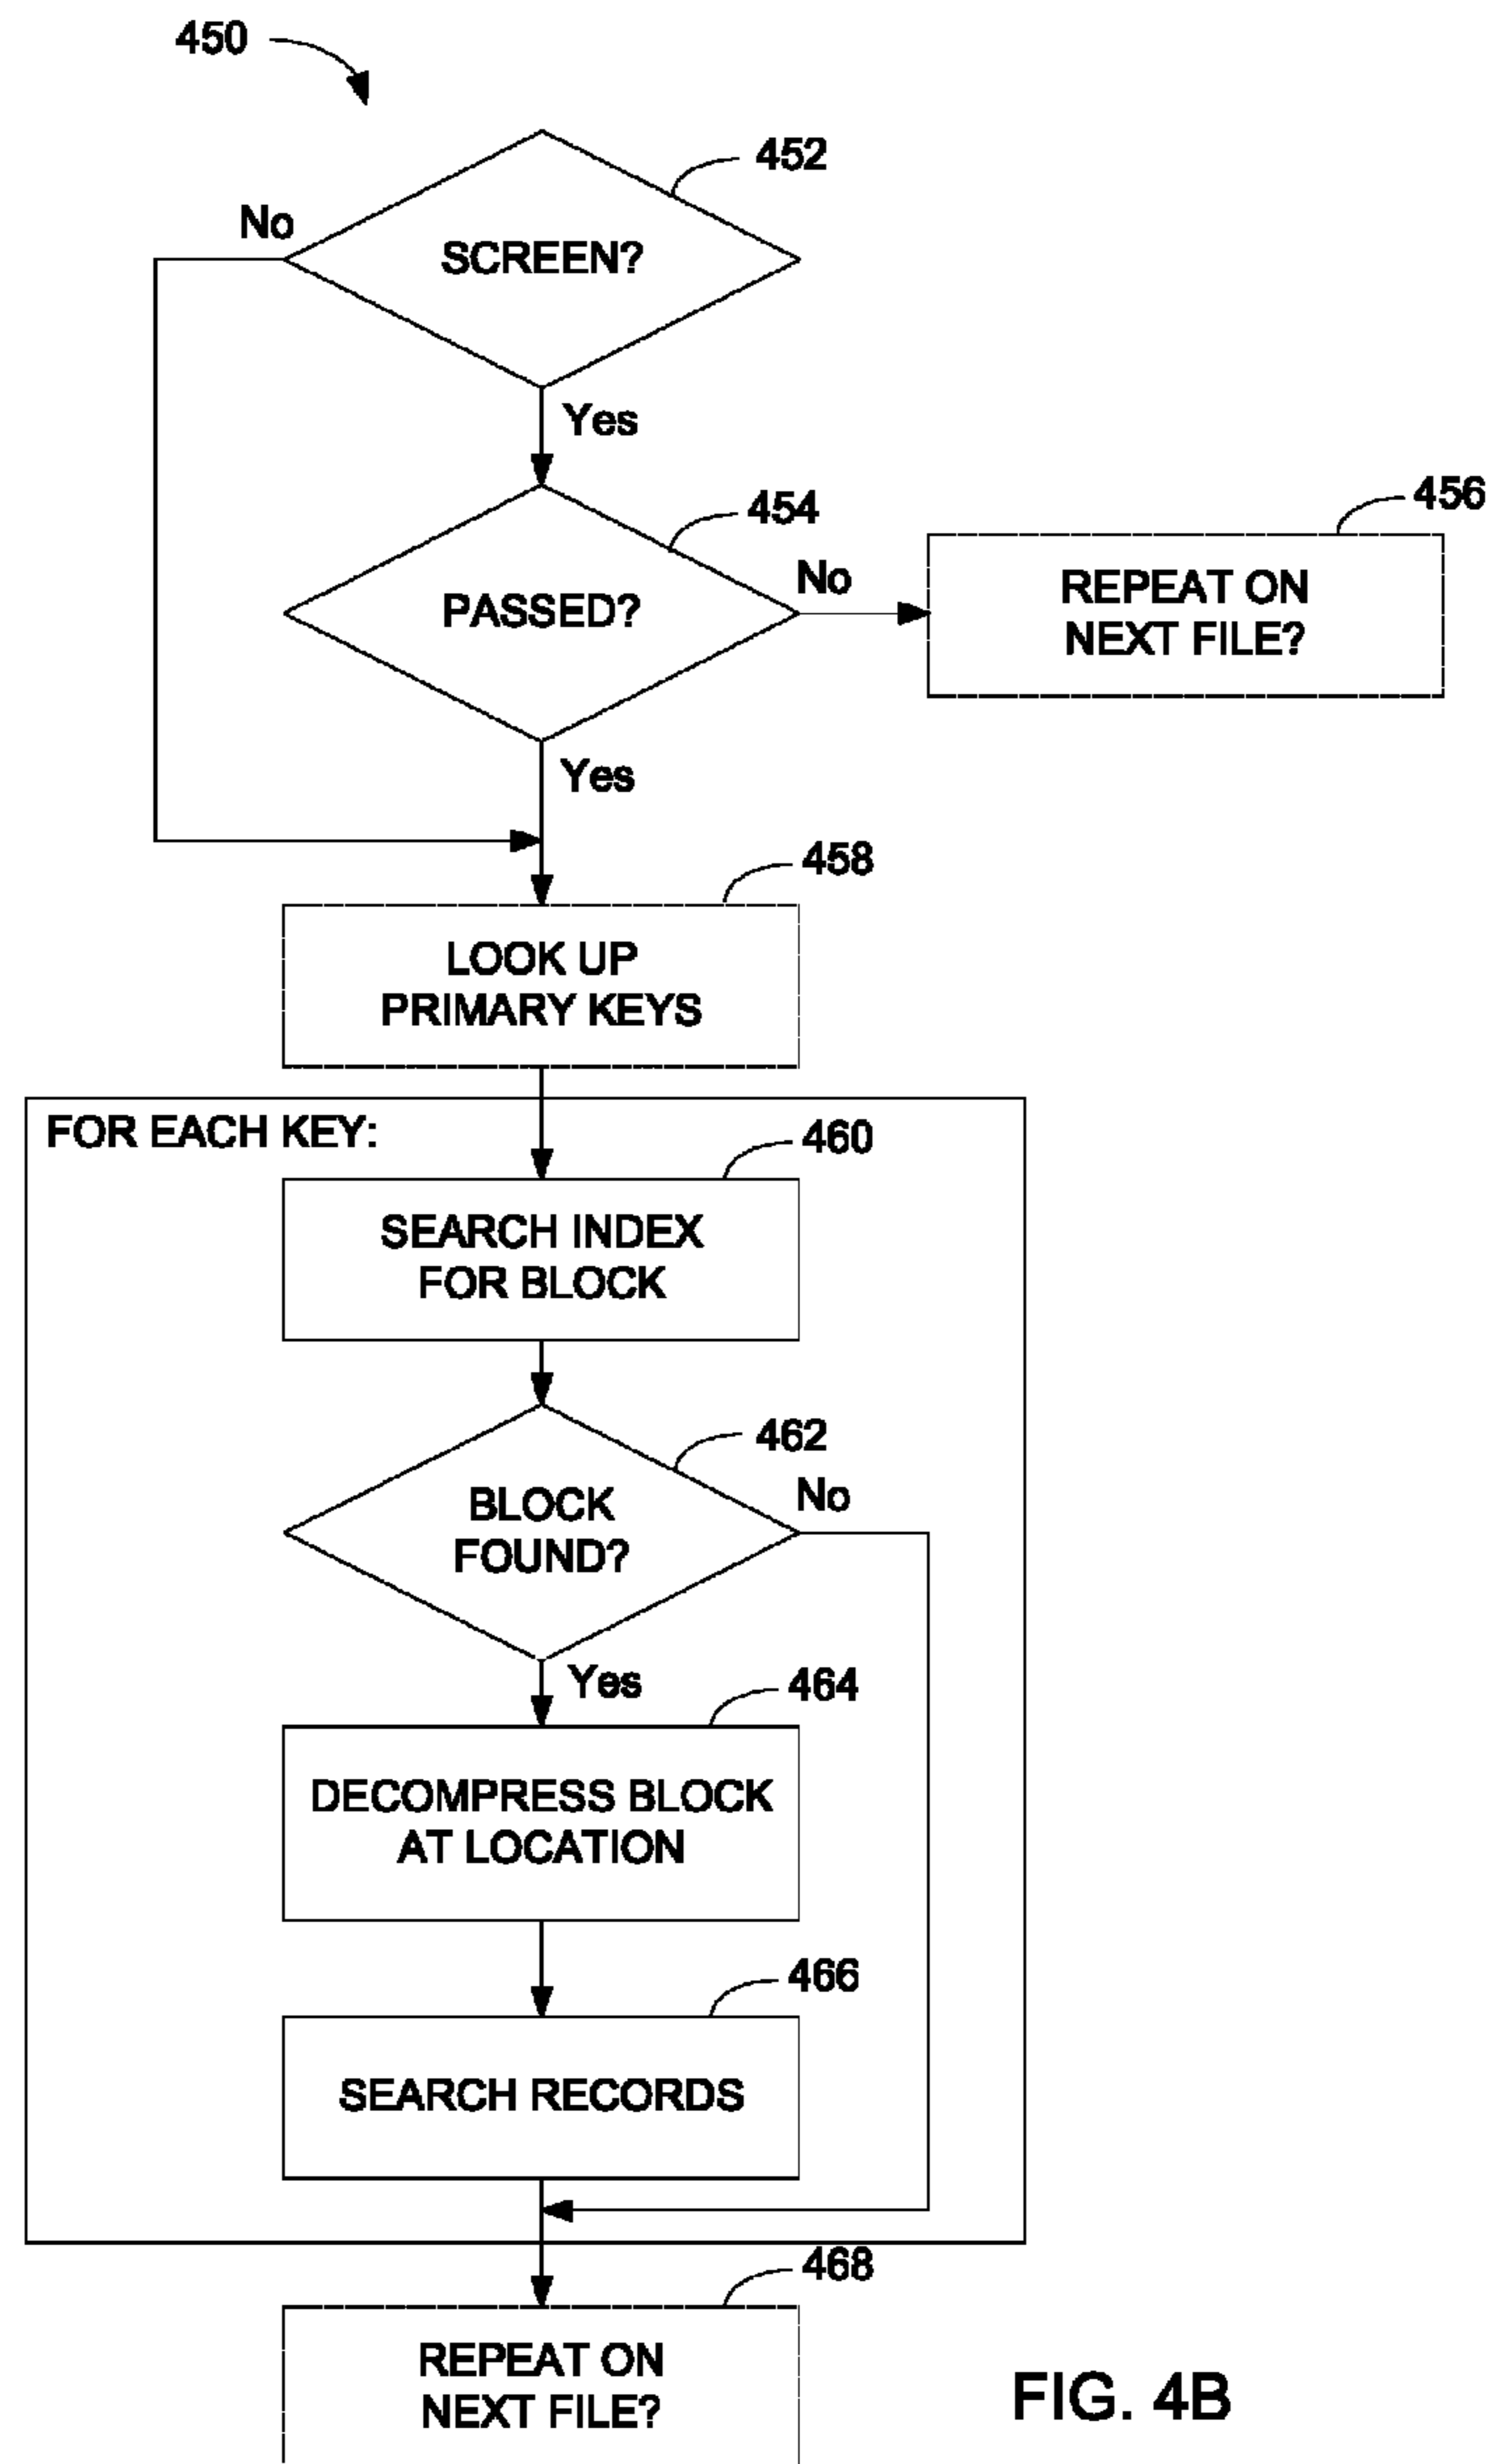 450
452
No
SCREEN?
Yes
454
456
No
PASSED?
REPEAT ON
NEXT FILE?
Yes
458
LOOK UP
PRIMARY KEYS
FOR EACH KEY:
460
SEARCH INDEX
FOR BLOCK
462
No
BLOCK
FOUND?
Yes
464
DECOMPRESS BLOCK
AT LOCATION
466
SEARCH RECORDS
468
REPEAT ON
NEXT FILE?
FIG. 4B